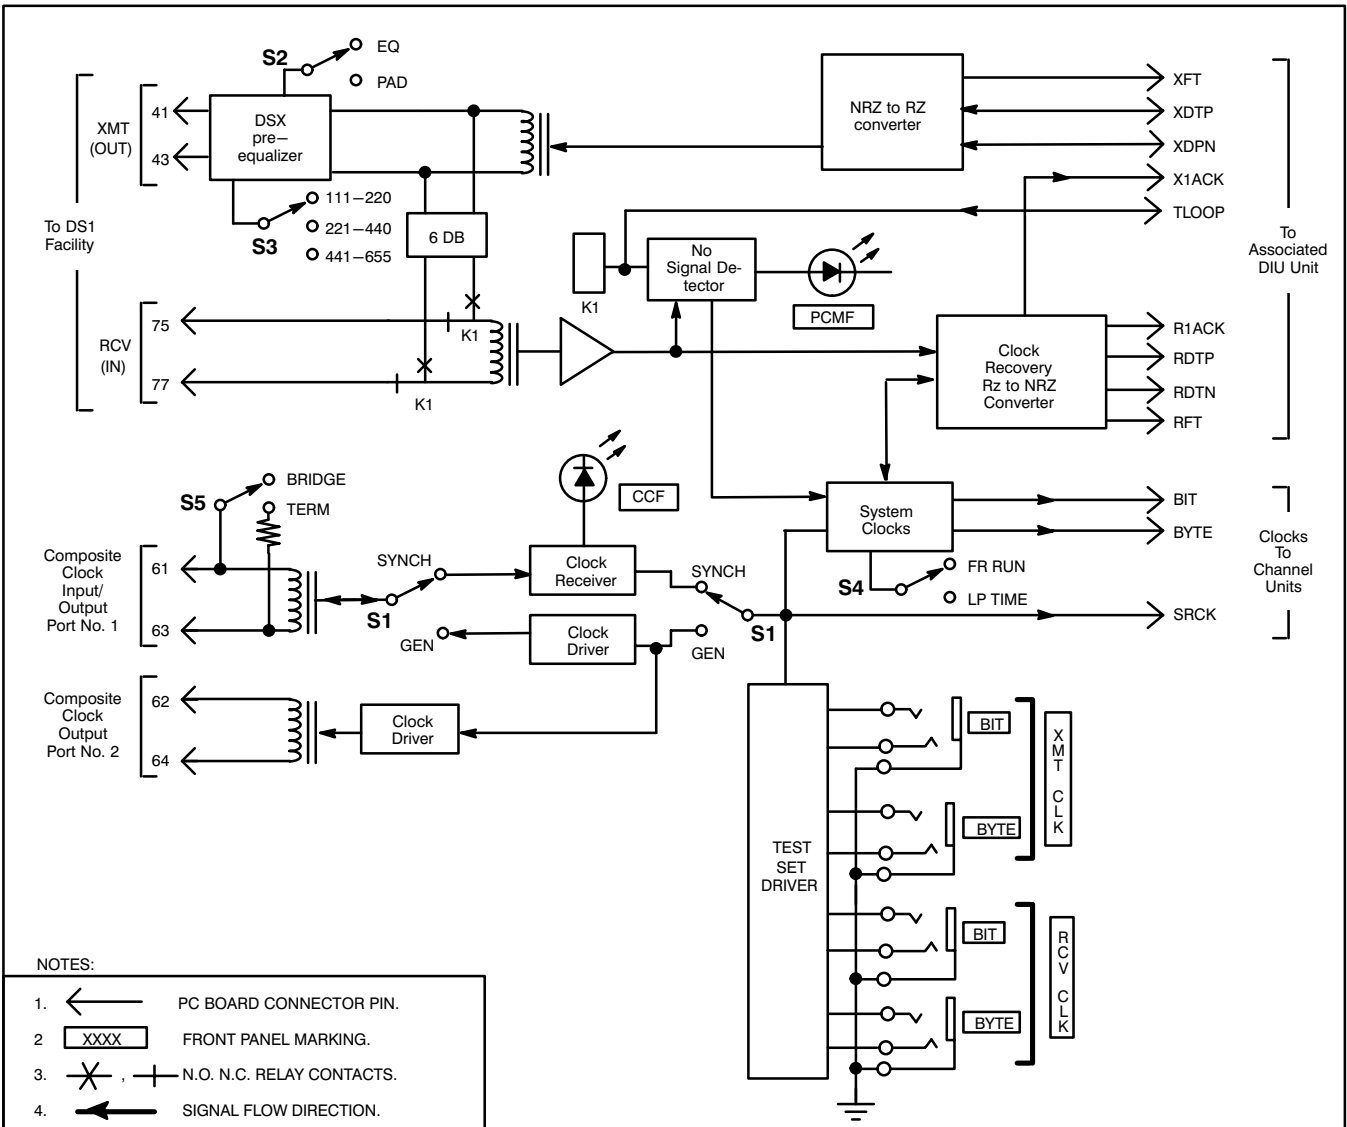 S2
EQ
PAD
XMT
(OUT)
41
43
DSX
pre–
equalizer
NRZ to RZ
converter
XFT
XDTP
XDPN
X1ACK
TLOOP
To DS1
Facility
S3
111–220
221–440
441–655
6 DB
K1
No
Signal De-
tector
PCMF
To
Associated
DIU Unit
RCV
(IN)
75
77
K1
K1
Clock
Recovery
Rz to NRZ
Converter
R1ACK
RDTP
RDTN
RFT
S5
BRIDGE
TERM
CCF
System
Clocks
BIT
BYTE
Clocks
To
Channel
Units
Composite
Clock
Input/
Output
Port No. 1
61
63
SYNCH
S1
GEN
Clock
Receiver
Clock
Driver
SYNCH
S1
GEN
S4
FR RUN
LP TIME
SRCK
Composite
Clock
Output
Port No. 2
62
64
Clock
Driver
TEST
SET
DRIVER
BIT
BYTE
XMT CLK
BIT
BYTE
RCV CLK
NOTES:
1. PC BOARD CONNECTOR PIN.
2 XXXX FRONT PANEL MARKING.
3. , N.O. N.C. RELAY CONTACTS.
4. SIGNAL FLOW DIRECTION.